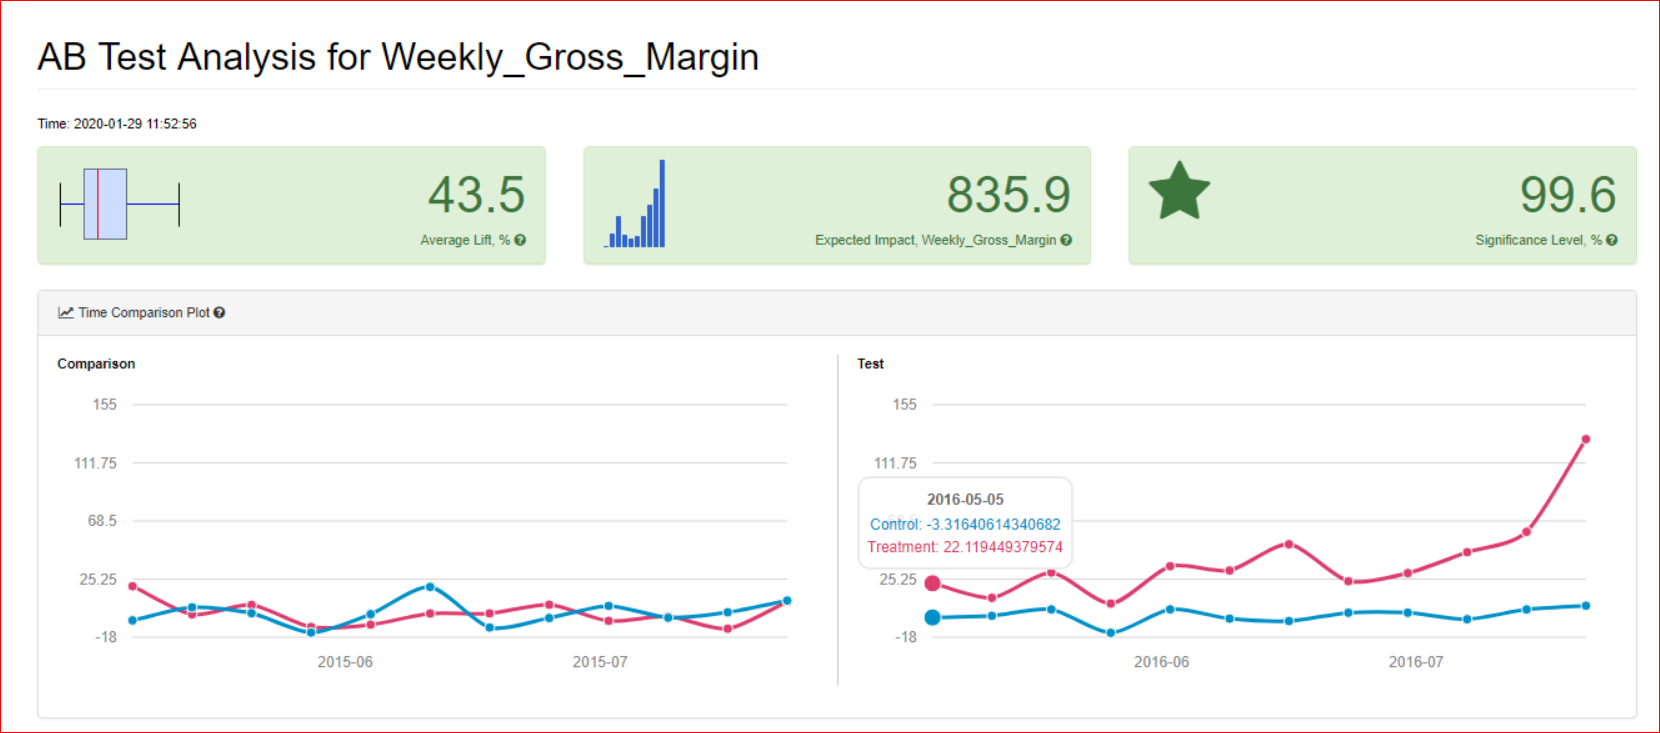 AB Test Analysis for Weekly_Gross_Margin
Time: 2020-01-29 11:52:56
43.5
Average Lift, %
835.9
Expected Impact, Weekly_Gross_Margin
99.6
Significance Level, %
Time Comparison Plot
Comparison
155
111.75
68.5
25.25
-18
2015-06
2015-07
Test
155
111.75
2016-05-05
Control: -3.31640614340682
Treatment: 22.119449379574
25.25
-18
2016-06
2016-07